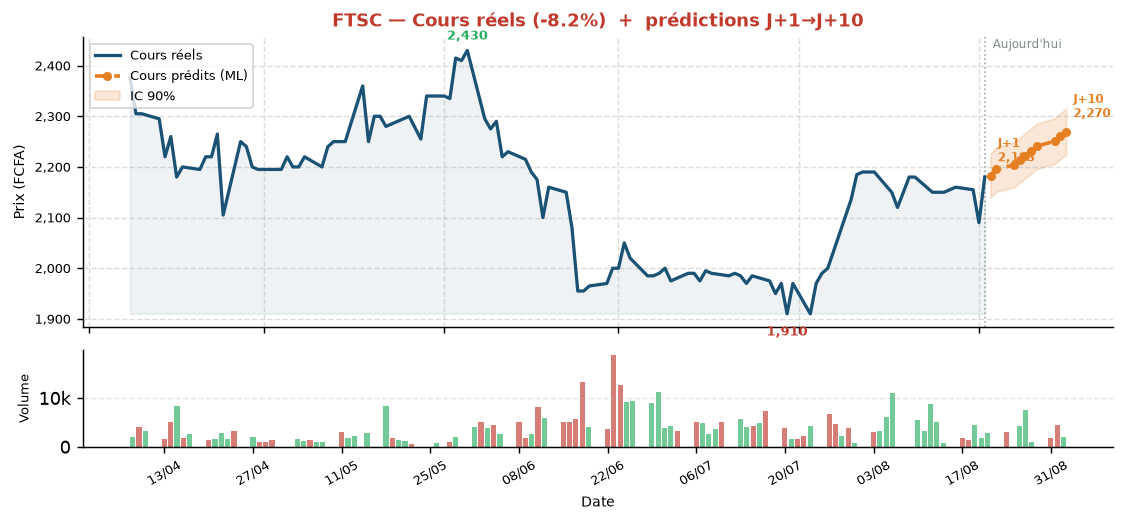 FTSC — Cours réels (-8.2%)  +  prédictions J+1→J+10
Cours réels
Cours prédits (ML)
IC 90%
2,430
Aujourd'hui
J+10
2,270
J+1
1,910
Prix (FCFA)
2,400
2,300
2,200
2,100
2,000
1,900
Volume
10k
0
13/04
27/04
11/05
25/05
08/06
22/06
06/07
20/07
03/08
17/08
31/08
Date